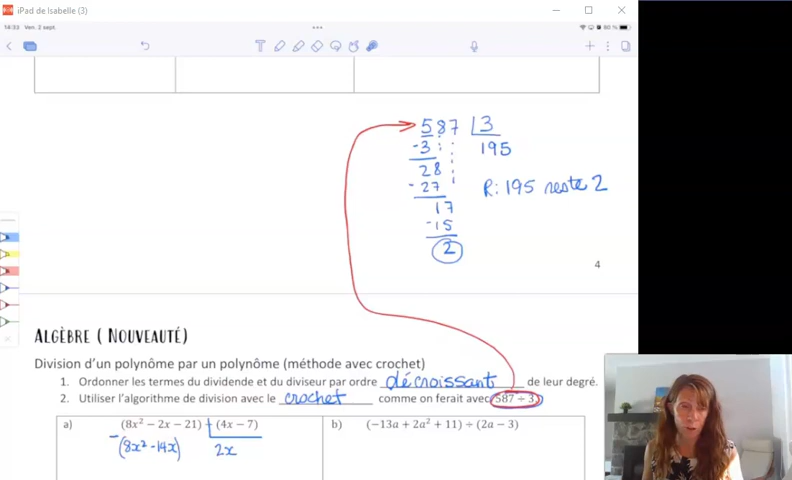 iPad de Isabelle (3)
14:33 Ven. 2 sept.
587 3
-3 195
28
-27
R: 195 reste 2
17
-15
2
4
ALGÈBRE ( NOUVEAUTÉ)
Division d'un polynôme par un polynôme (méthode avec crochet)
1. Ordonner les termes du dividende et du diviseur par ordre décroissant de leur degré.
2. Utiliser l'algorithme de division avec le crochet comme on ferait avec 587 ÷ 3.
a) (8x² − 2x − 21) ÷ (4x − 7)
-(8x² -14x) 2x
b) (−13a + 2a² + 11) ÷ (2a − 3)